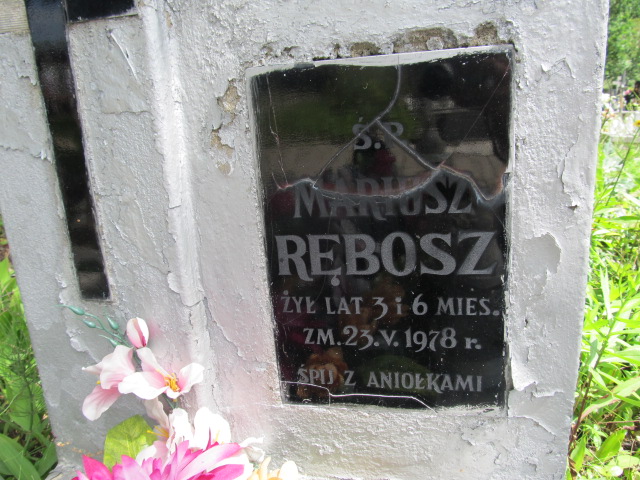 Ś.P.
MARIUSZ
RĘBOSZ
ŻYŁ LAT 3 i 6 MIES.
ZM. 23.V. 1978 r.
ŚPIJ Z ANIOŁKAMI